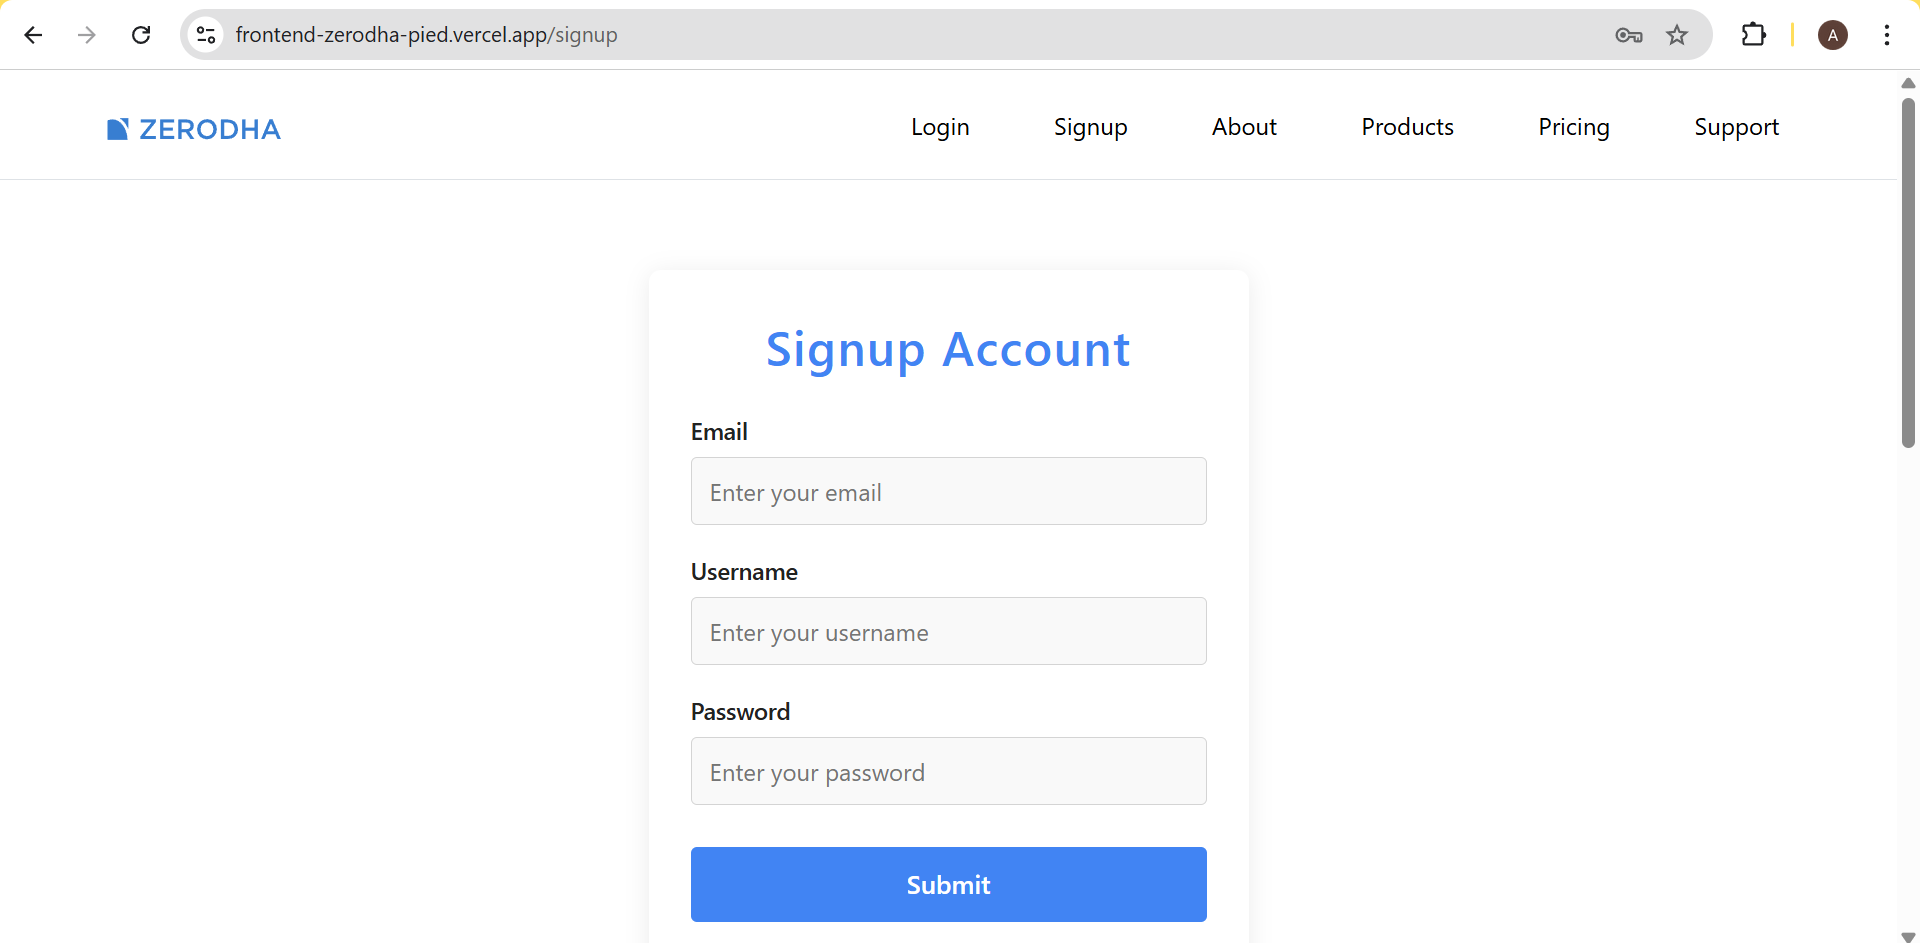 frontend-zerodha-pied.vercel.app/signup
A
ZERODHA
Login Signup About Products Pricing Support
Signup Account
Email
Enter your email
Username
Enter your username
Password
Enter your password
Submit